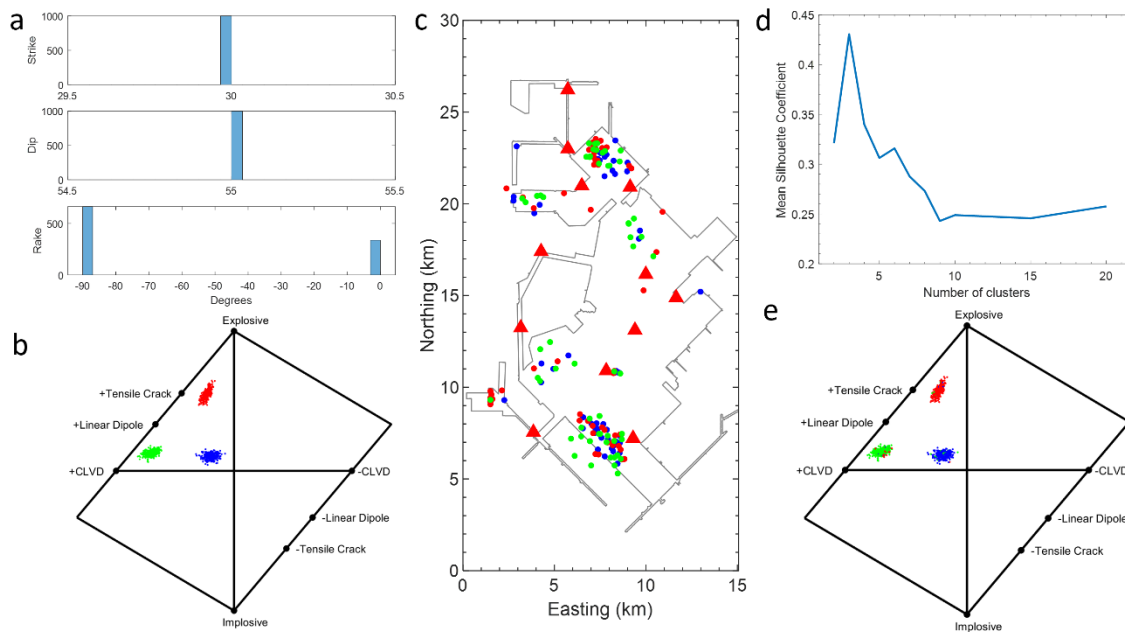 a
1000
500
0
Strike
29.5
30
30.5
1000
500
0
Dip
54.5
55
55.5
500
0
Rake
-90
-80
-70
-60
-50
-40
-30
-20
-10
0
Degrees
b
Explosive
+Tensile Crack
+Linear Dipole
+CLVD
-CLVD
-Linear Dipole
-Tensile Crack
Implosive
c
30
25
20
15
10
5
0
Northing (km)
0
5
10
15
Easting (km)
d
0.45
0.4
0.35
0.3
0.25
0.2
Mean Silhouette Coefficient
5
10
15
20
Number of clusters
e
Explosive
+Tensile Crack
+Linear Dipole
+CLVD
-CLVD
-Linear Dipole
-Tensile Crack
Implosive